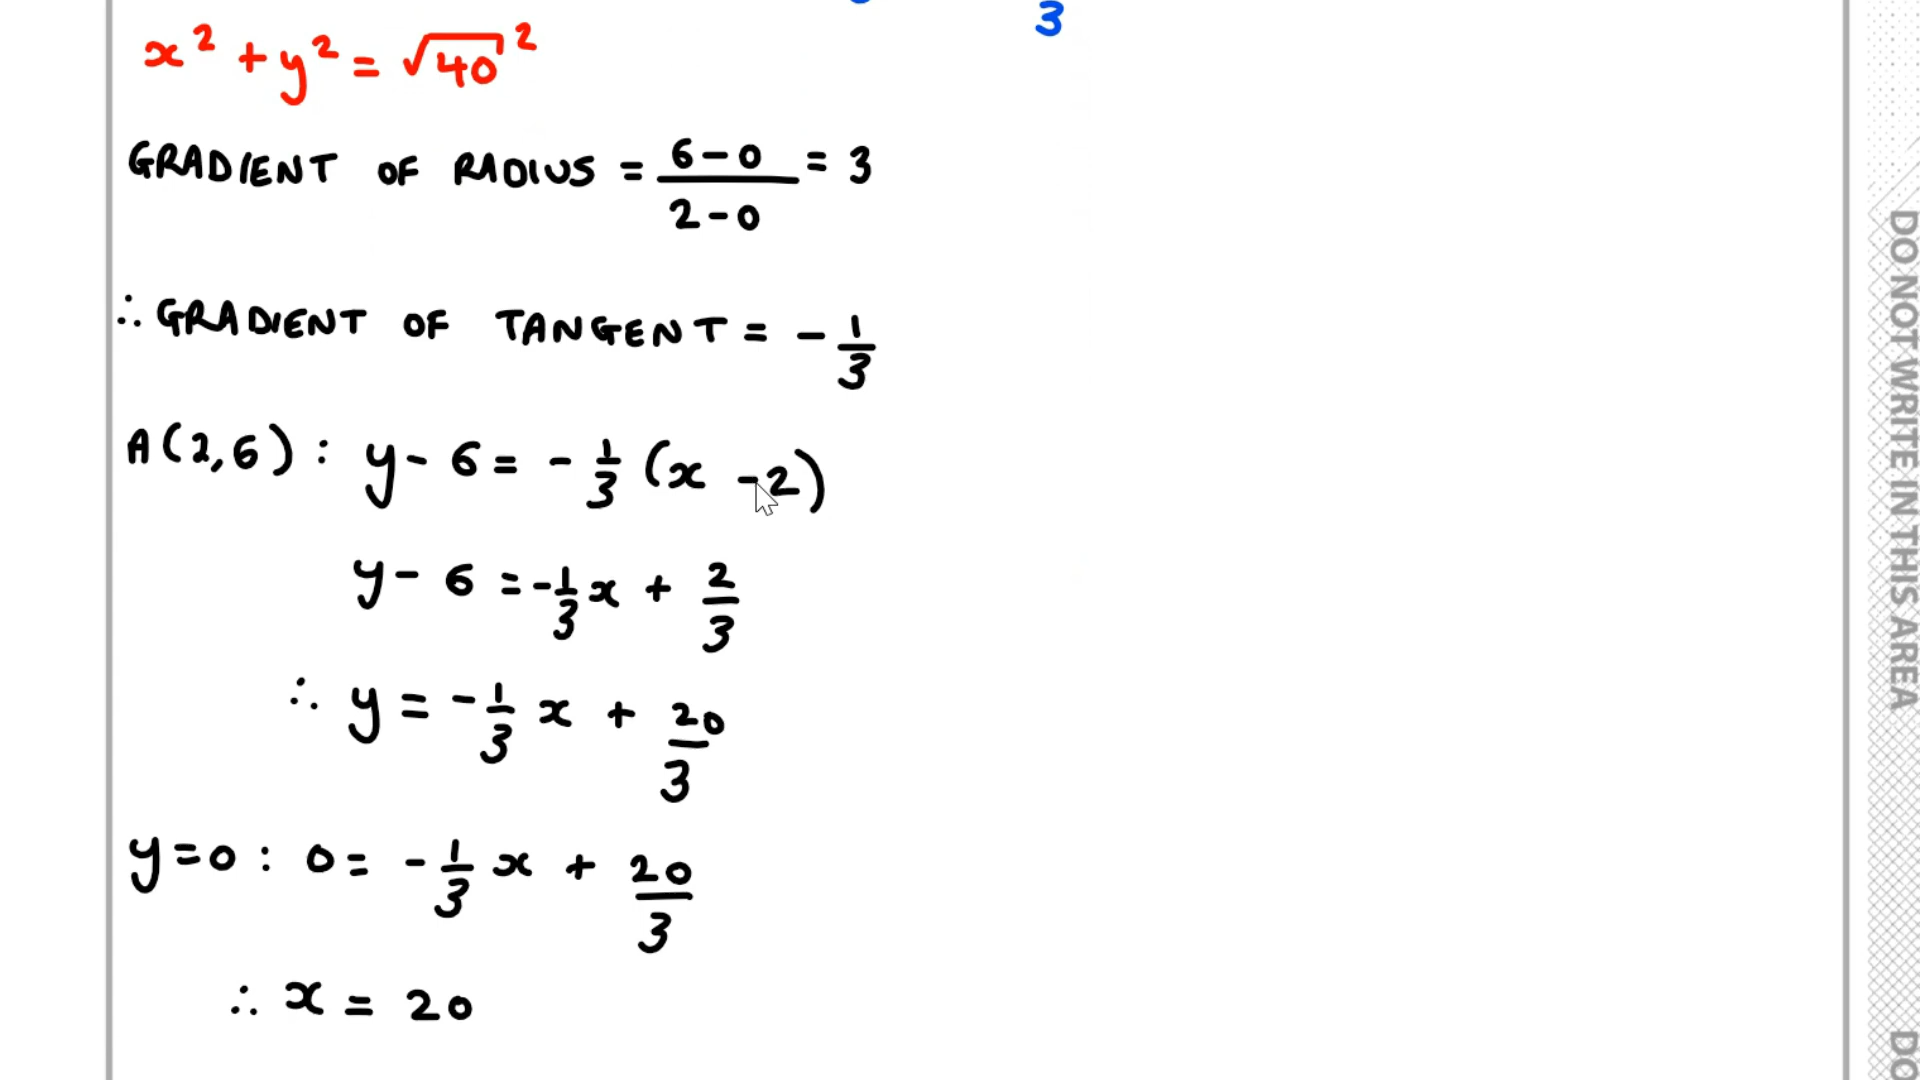 3
x² + y² = √40²
GRADIENT OF RADIUS = 6-0/2-0 = 3
∴ GRADIENT OF TANGENT = -1/3
A(2,6) : y - 6 = -1/3 (x - 2)
y - 6 = -1/3 x + 2/3
∴ y = -1/3 x + 20/3
y=0 : 0 = -1/3 x + 20/3
∴ x = 20
DO NOT WRITE IN THIS AREA
DO